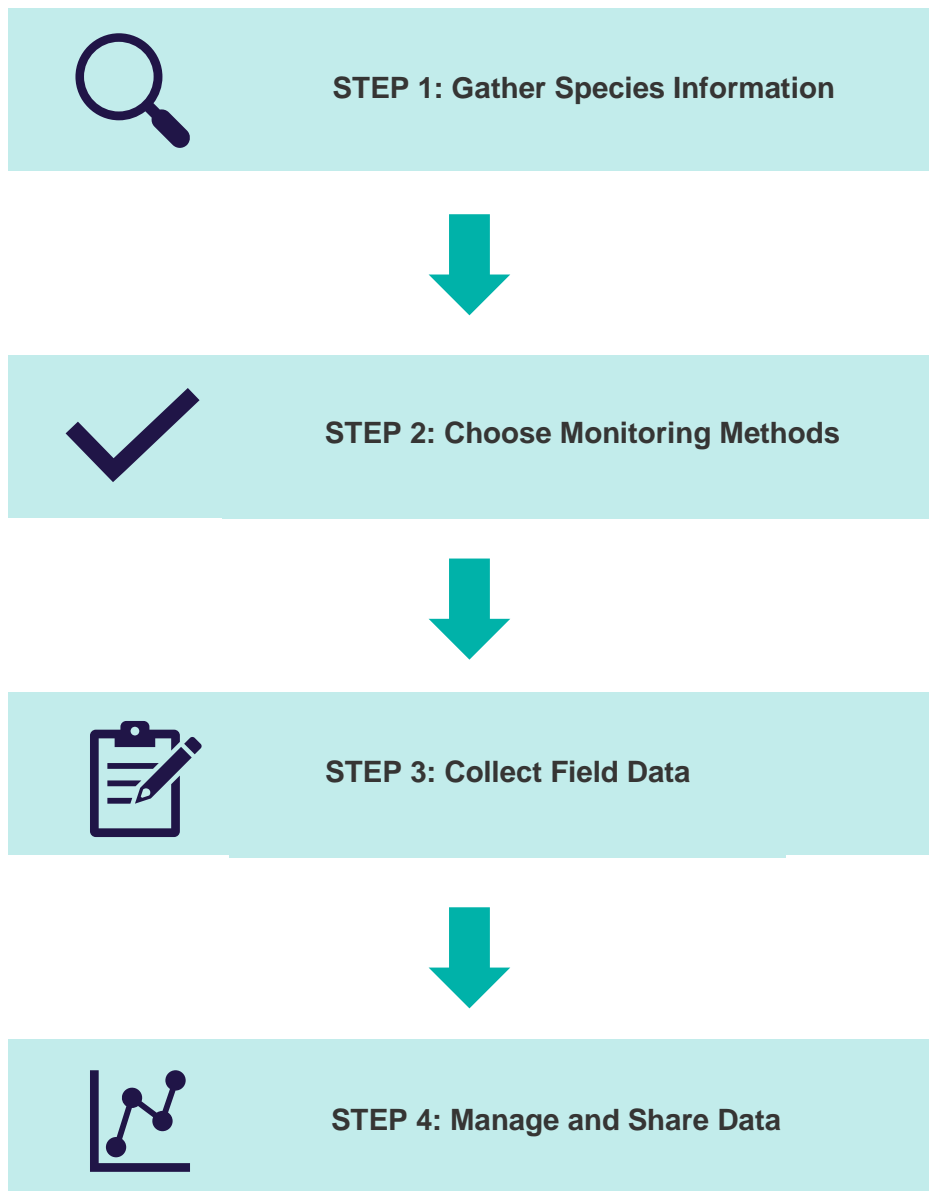 STEP 1: Gather Species Information
STEP 2: Choose Monitoring Methods
STEP 3: Collect Field Data
STEP 4: Manage and Share Data